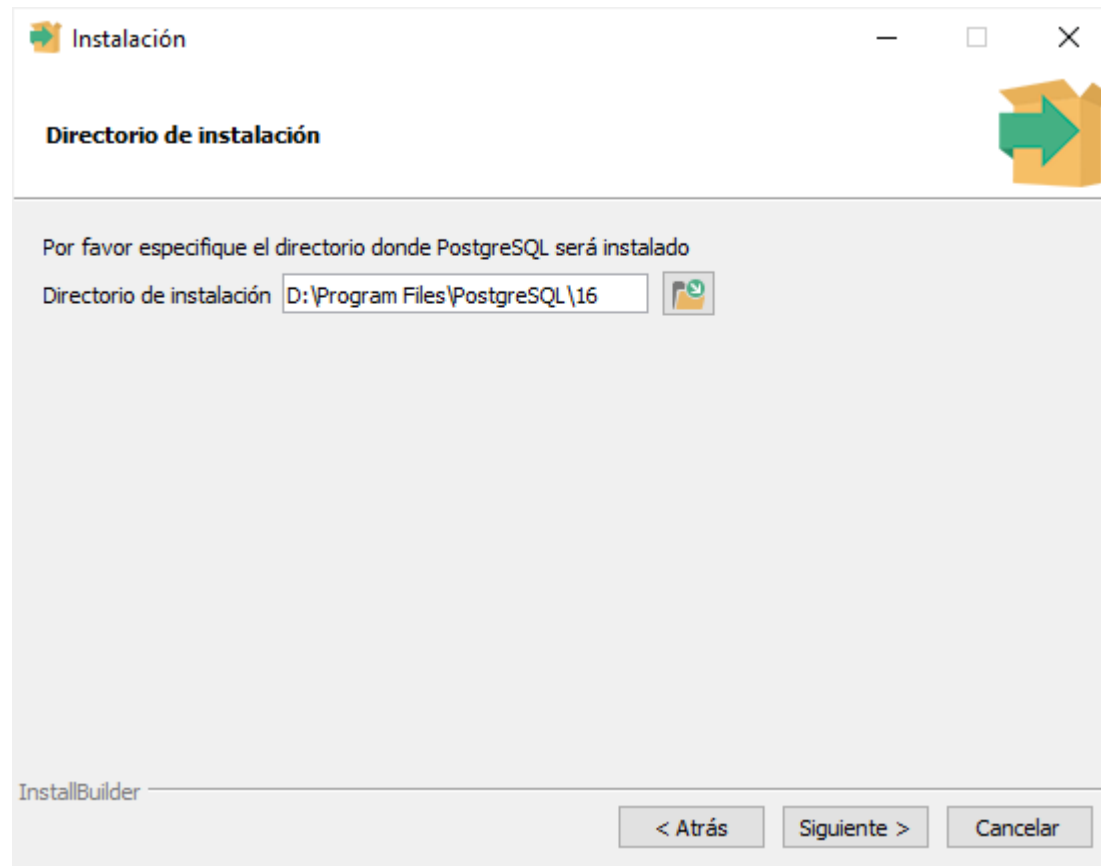 Instalación
Directorio de instalación
Por favor especifique el directorio donde PostgreSQL será instalado
Directorio de instalación D:\Program Files\PostgreSQL\16
InstallBuilder
< Atrás Siguiente > Cancelar